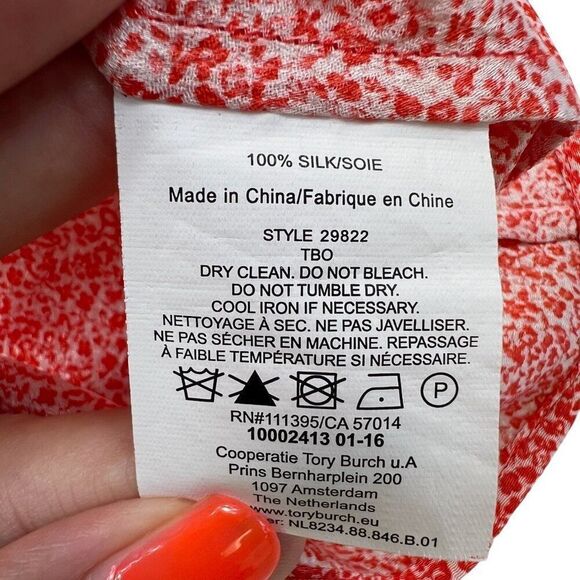 100% SILK/SOIE
Made in China/Fabrique en Chine
STYLE 29822
TBO
DRY CLEAN. DO NOT BLEACH.
DO NOT TUMBLE DRY.
COOL IRON IF NECESSARY.
NETTOYAGE À SEC. NE PAS JAVELLISER.
NE PAS SÉCHER EN MACHINE. REPASSAGE
À FAIBLE TEMPÉRATURE SI NÉCESSAIRE.
P
RN#111395/CA 57014
10002413 01-16
Cooperatie Tory Burch u.A
Prins Bernharplein 200
1097 Amsterdam
The Netherlands
www.toryburch.eu
NL8234.88.846.B.01